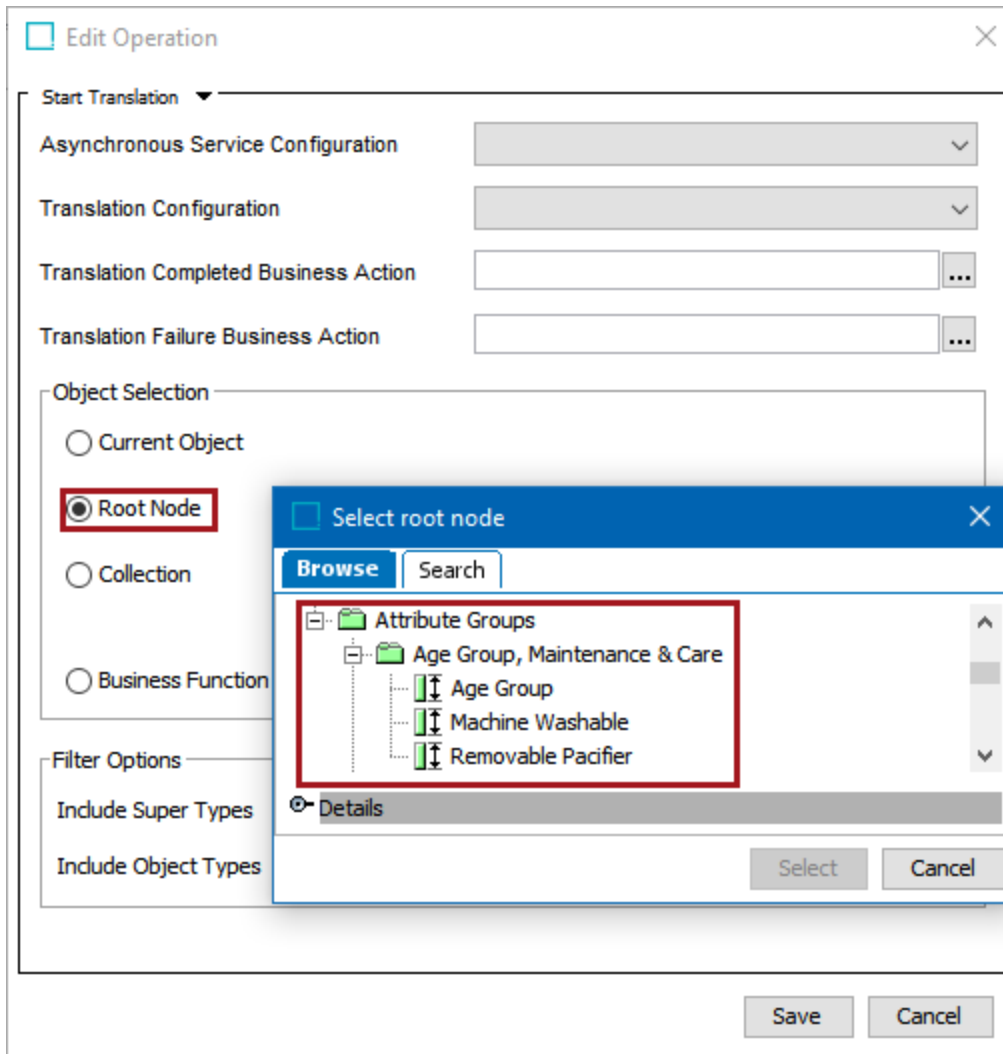 Edit Operation
Start Translation
Asynchronous Service Configuration
Translation Configuration
Translation Completed Business Action
...
Translation Failure Business Action
...
Object Selection
Current Object
Root Node
Select root node
Browse Search
Collection
Attribute Groups
Age Group, Maintenance & Care
Business Function
Age Group
Machine Washable
Removable Pacifier
Filter Options
Include Super Types
Details
Include Object Types
Select Cancel
Save Cancel